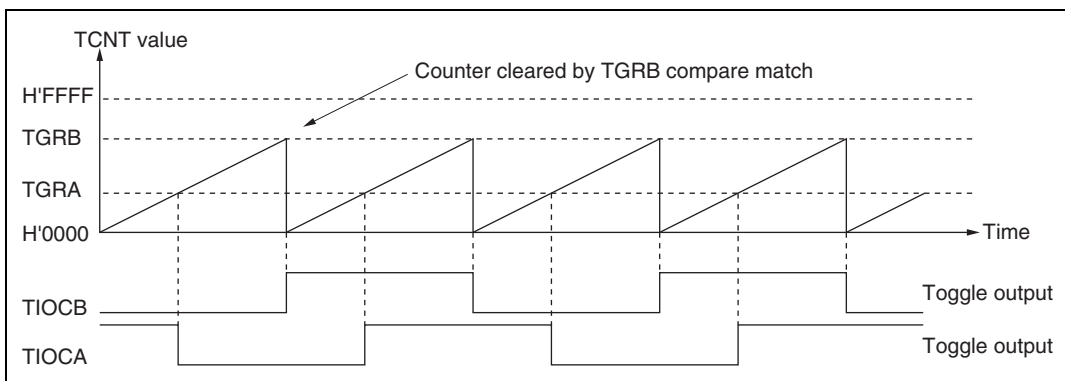 TCNT value
Counter cleared by TGRB compare match
H'FFFF
TGRB
TGRA
H'0000
Time
TIOCB
Toggle output
TIOCA
Toggle output